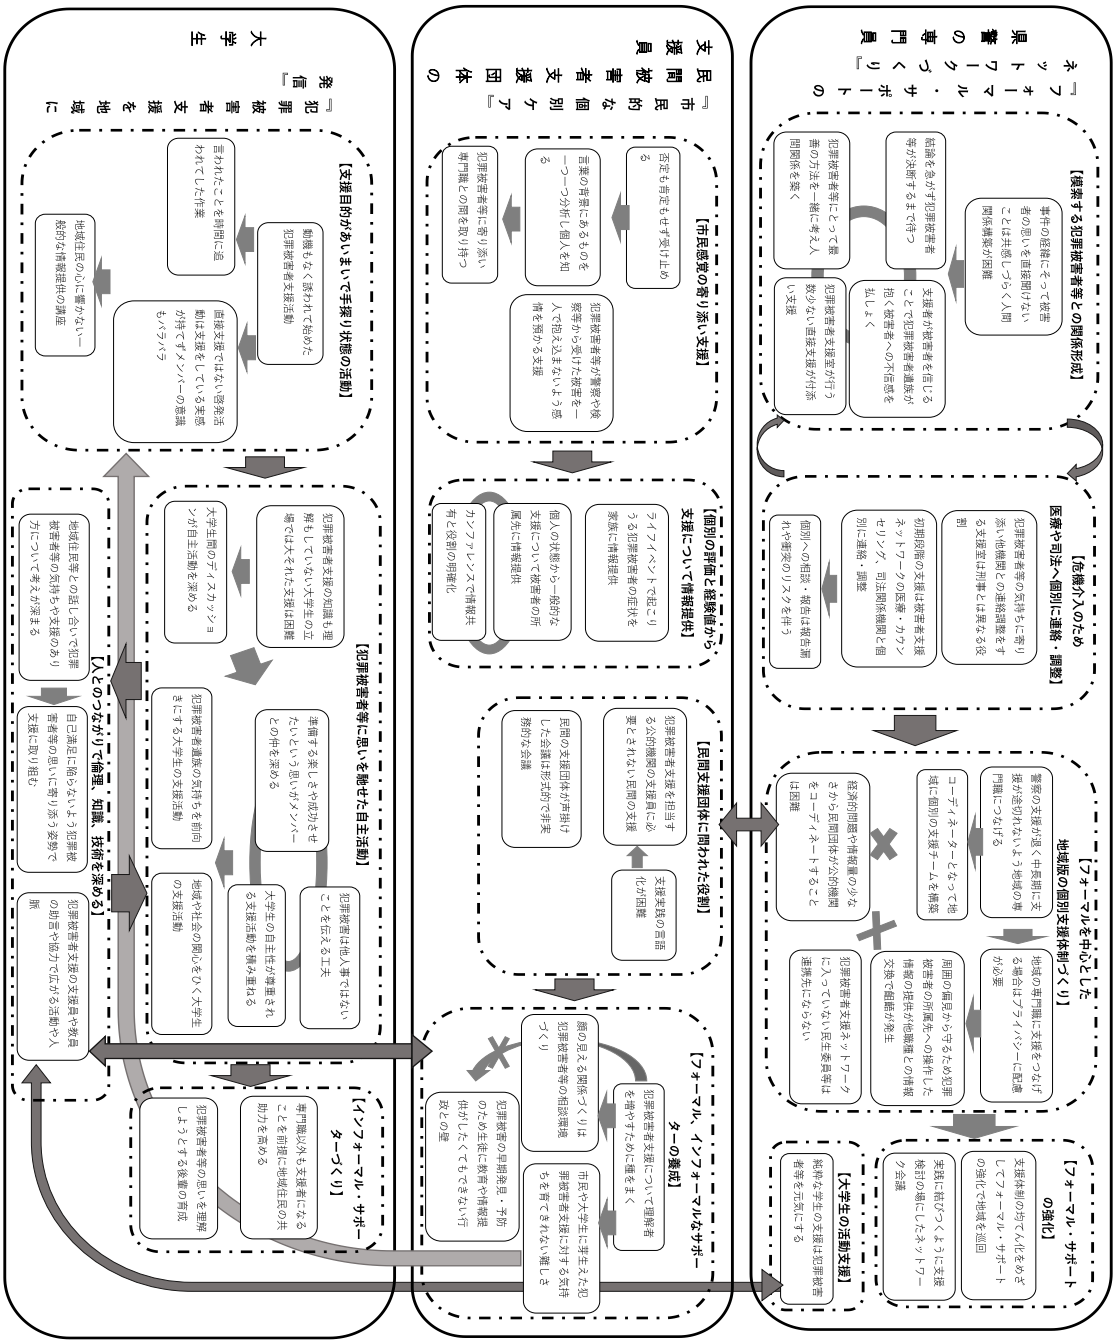 県警の専門員
『フォーマル・サポートの
ネットワークづくり』
【模索する犯罪被害者等との関係形成】
事件の経緯にそって被害
者の思いを直接聞けない
ことは共感しづらく人間
関係構築が困難
結論を急がず犯罪被害者
等が決断するまで待つ
支援者が被害者を信じる
ことで犯罪被害者遺族が
抱く被害者への不信感を
払しょく
犯罪被害者等にとって最
善の方法を一緒に考え人
間関係を築く
犯罪被害者支援室が行う
数少ない直接支援が付添
い支援
【危機介入のため
医療や司法へ個別に連絡・調整】
犯罪被害者等の気持ちに寄り
添い他機関との連絡調整をす
る支援室は刑事とは異なる役
割
初期段階の支援は被害者支援
ネットワークの医療・カウン
セリング、司法関係機関と個
別に連絡・調整
個別への相談・報告は報告漏
れや衝突のリスクを伴う
【フォーマルを中心とした
地域版の個別支援体制づくり】
警察の支援が退く中長期に支
援が途切れないよう地域の専
門職につなげる
コーディネーターとなって地
域に個別の支援チームを構築
経済的問題や情報量の少な
さから民間団体が公的機関
をコーディネートすること
は困難
地域の専門職に支援をつなげ
る場合はプライバシーに配慮
が必要
周囲の偏見から守るため犯罪
被害者の所属先への操作した
情報の提供が他職種との情報
交換で齟齬が発生
犯罪被害者支援ネットワーク
に入っていない民生委員等は
連携先にならない
【フォーマル・サポート
の強化】
支援体制の均てん化をめざ
してフォーマル・サポート
の強化で地域を巡回
実践に結びつくように支援
検討の場にしたネットワー
ク会議
【大学生の活動支援】
純粋な学生の支援は犯罪被害
者等を元気にする
民間被害者支援団体の
支援員
『市民的な個別ケア』
【市民感覚の寄り添い支援】
否定も肯定もせず受け止め
る
言葉の背景にあるものを
一つ一つ分析し個人を知
る
犯罪被害者等に寄り添い
専門職との間を取り持つ
犯罪被害者等が警察や検
察等から受けた被害を一
人で抱え込まないよう感
情を預かる支援
【個別の評価と経験値から
支援について情報提供】
ライフイベントで起こり
うる犯罪被害者の症状を
家族に情報提供
個人の状態から一般的な
支援について被害者の所
属先に情報提供
カンファレンスで情報共
有と役割の明確化
【民間支援団体に問われた役割】
犯罪被害者支援を担当す
る公的機関の支援員に必
要とされない民間の支援
支援実践の言語
化が困難
民間の支援団体が声掛け
した会議は形式的で非実
務的な会議
【フォーマル、インフォーマルなサポー
ターの養成】
犯罪被害者支援について理解者
を増やすために種をまく
顔の見える関係づくりは
犯罪被害者等の相談環境
づくり
市民や大学生に芽生えた犯
罪被害者支援に対する気持
ちを育てきれない難しさ
犯罪被害の早期発見・予防
のため生徒に教育や情報提
供がしたくてもできない行
政との壁
大学生
『犯罪被害者支援を地域に
発信』
【支援目的があいまいで手探り状態の活動】
動機もなく誘われて始めた
犯罪被害者支援活動
言われたことを時間に追
われてした作業
直接支援ではない啓発活
動は支援をしている実感
が持てずメンバーの意識
もバラバラ
地域住民の心に響かない一
般的な情報提供の講座
【犯罪被害者等に思いを馳せた自主活動】
犯罪被害者支援の知識も理
解もしていない大学生の立
場では大それた支援は困難
大学生間のディスカッショ
ンが自主活動を深める
準備する楽しさや成功させ
たいという思いがメンバー
との仲を深める
犯罪被害者遺族の気持ちを前向
きにする大学生の支援活動
犯罪被害は他人事ではない
ことを伝える工夫
大学生の自主性が尊重され
る支援活動を積み重ねる
地域や社会の関心をひく大学生
の支援活動
【人とのつながりで倫理、知識、技術を深める】
地域住民等との話し合いで犯罪
被害者等の気持ちや支援のあり
方について考えが深まる
自己満足に陥らないよう犯罪被
害者等の思いに寄り添う姿勢で
支援に取り組む
犯罪被害者支援の支援員や教員
の助言や協力で広がる活動や人
脈
【インフォーマル・サポー
ターづくり】
専門職以外も支援者になる
ことを前提に地域住民の共
助力を高める
犯罪被害者等の思いを理解
しようとする後輩の育成